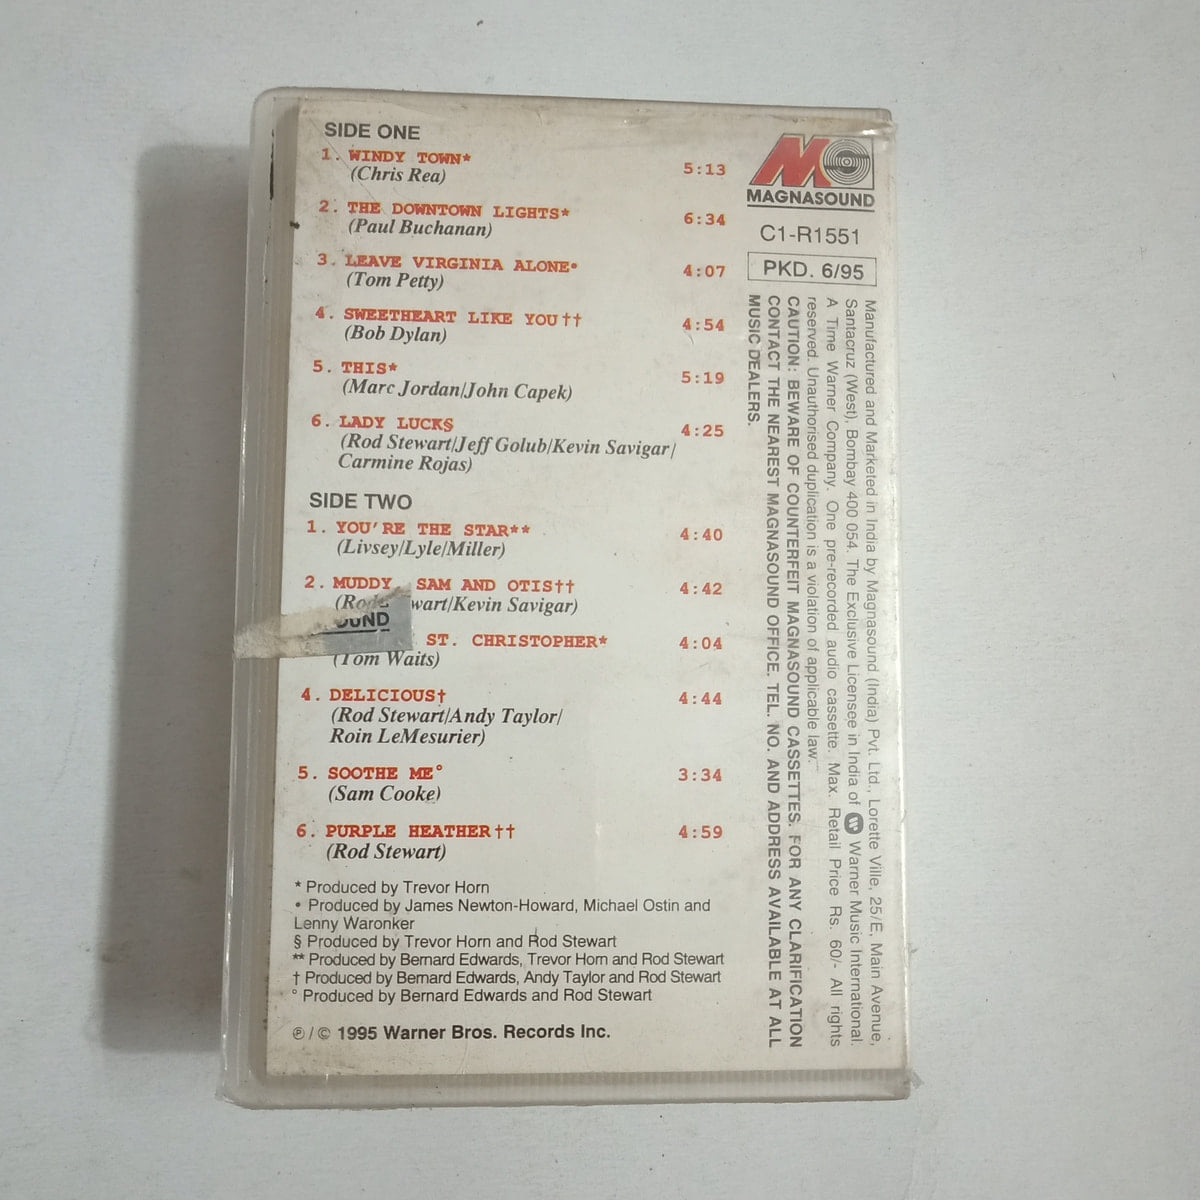 SIDE ONE
1. WINDY TOWN* 5:13
(Chris Rea)
2. THE DOWNTOWN LIGHTS* 6:34
(Paul Buchanan)
3. LEAVE VIRGINIA ALONE• 4:07
(Tom Petty)
4. SWEETHEART LIKE YOU†† 4:54
(Bob Dylan)
5. THIS* 5:19
(Marc Jordan/John Capek)
6. LADY LUCK§ 4:25
(Rod Stewart/Jeff Golub/Kevin Savigar/
Carmine Rojas)
SIDE TWO
1. YOU'RE THE STAR** 4:40
(Livsey/Lyle/Miller)
2. MUDDY, SAM AND OTIS†† 4:42
(Rod wart/Kevin Savigar)
OUND
ST. CHRISTOPHER* 4:04
(Tom Waits)
4. DELICIOUS† 4:44
(Rod Stewart/Andy Taylor/
Roin LeMesurier)
5. SOOTHE ME° 3:34
(Sam Cooke)
6. PURPLE HEATHER†† 4:59
(Rod Stewart)
* Produced by Trevor Horn
• Produced by James Newton-Howard, Michael Ostin and
Lenny Waronker
§ Produced by Trevor Horn and Rod Stewart
** Produced by Bernard Edwards, Trevor Horn and Rod Stewart
† Produced by Bernard Edwards, Andy Taylor and Rod Stewart
° Produced by Bernard Edwards and Rod Stewart
℗/© 1995 Warner Bros. Records Inc.
MAGNASOUND
C1-R1551
PKD. 6/95
Manufactured and Marketed in India by Magnasound (India) Pvt. Ltd., Lorette Ville, 25/E, Main Avenue,
Santacruz (West), Bombay 400 054. The Exclusive Licensee in India of Warner Music International.
A Time Warner Company. One pre-recorded audio cassette. Max. Retail Price Rs. 60/- All rights
reserved. Unauthorised duplication is a violation of applicable law.
CAUTION: BEWARE OF COUNTERFEIT MAGNASOUND CASSETTES. FOR ANY CLARIFICATION
CONTACT THE NEAREST MAGNASOUND OFFICE. TEL. NO. AND ADDRESS AVAILABLE AT ALL
MUSIC DEALERS.